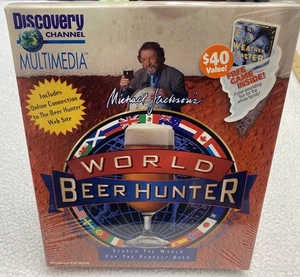 Discovery
CHANNEL
MULTIMEDIA™
$40
Value!
FREE
GAME
INSIDE!
Includes
Online Connection
to the Beer Hunter
Web Site
Michael Jackson's
WORLD
BEER HUNTER
SEARCH THE WORLD
FOR THE PERFECT BEER